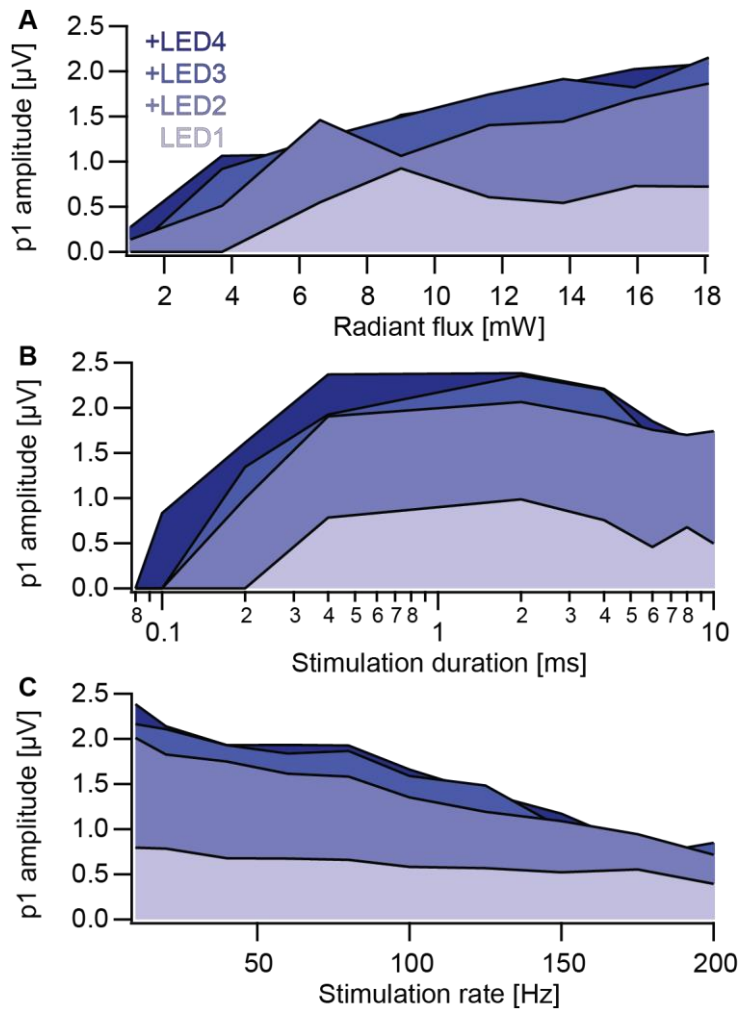 A
p1 amplitude [µV]
2.5
2.0
1.5
1.0
0.5
0.0
+LED4
+LED3
+LED2
LED1
2 4 6 8 10 12 14 16 18
Radiant flux [mW]
B
p1 amplitude [µV]
2.5
2.0
1.5
1.0
0.5
0.0
8 0.1 2 3 4 5 6 7 8 1 2 3 4 5 6 7 8 10
Stimulation duration [ms]
C
p1 amplitude [µV]
2.5
2.0
1.5
1.0
0.5
0.0
50 100 150 200
Stimulation rate [Hz]